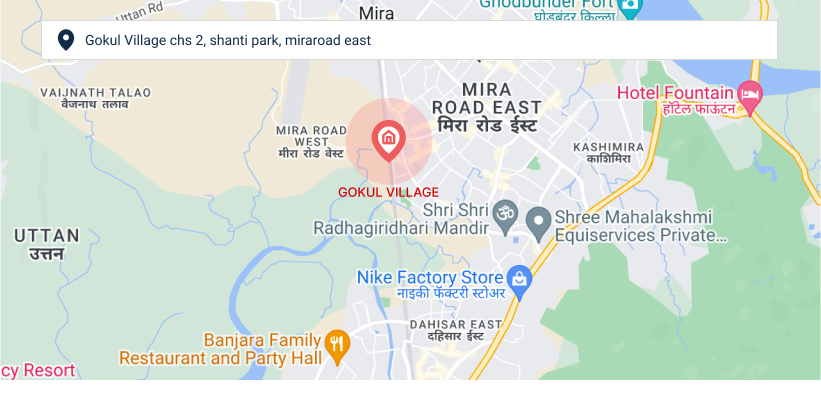 Ghodbunder Fort
घोडबंदर किल्ला
Uttan Rd
Mira
Gokul Village chs 2, shanti park, miraroad east
VAIJNATH TALAO
वैजनाथ तलाव
MIRA
ROAD EAST
मिरा रोड ईस्ट
Hotel Fountain
हॉटेल फाऊंटन
MIRA ROAD
WEST
मीरा रोड वेस्ट
KASHIMIRA
काशिमिरा
GOKUL VILLAGE
Shri Shri
Radhagiridhari Mandir
Shree Mahalakshmi
Equiservices Private...
UTTAN
उत्तन
Nike Factory Store
नाइकी फॅक्टरी स्टोअर
DAHISAR EAST
दहिसार ईस्ट
Banjara Family
Restaurant and Party Hall
cy Resort